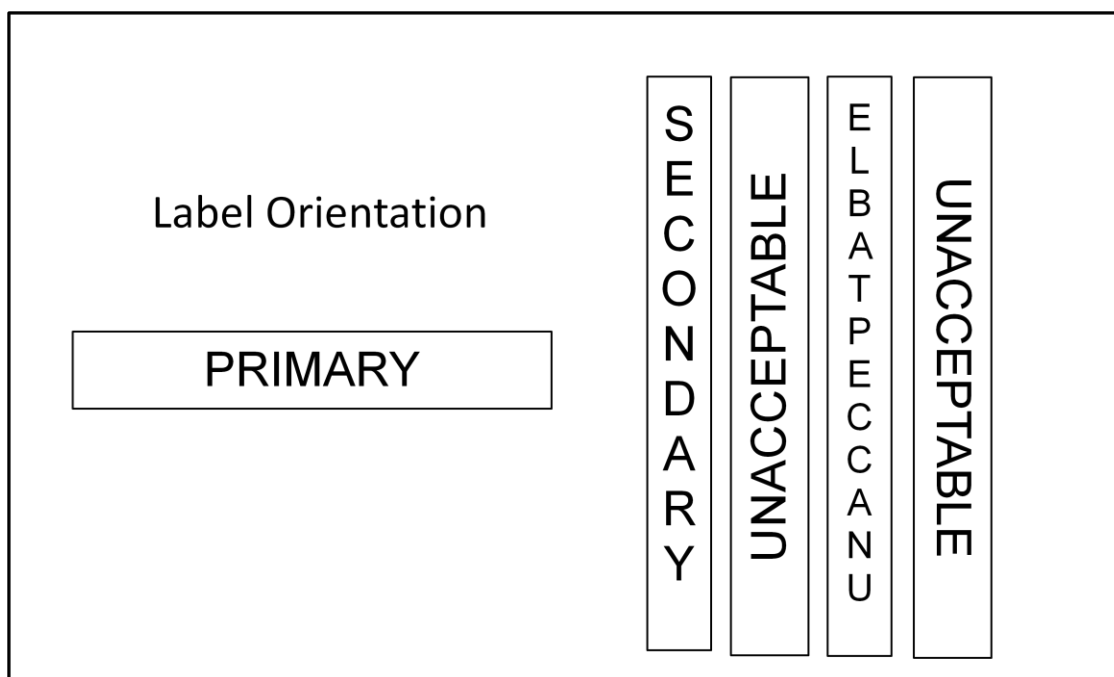 Label Orientation
PRIMARY
SECONDARY
UNACCEPTABLE
ELBATPECCANU
UNACCEPTABLE